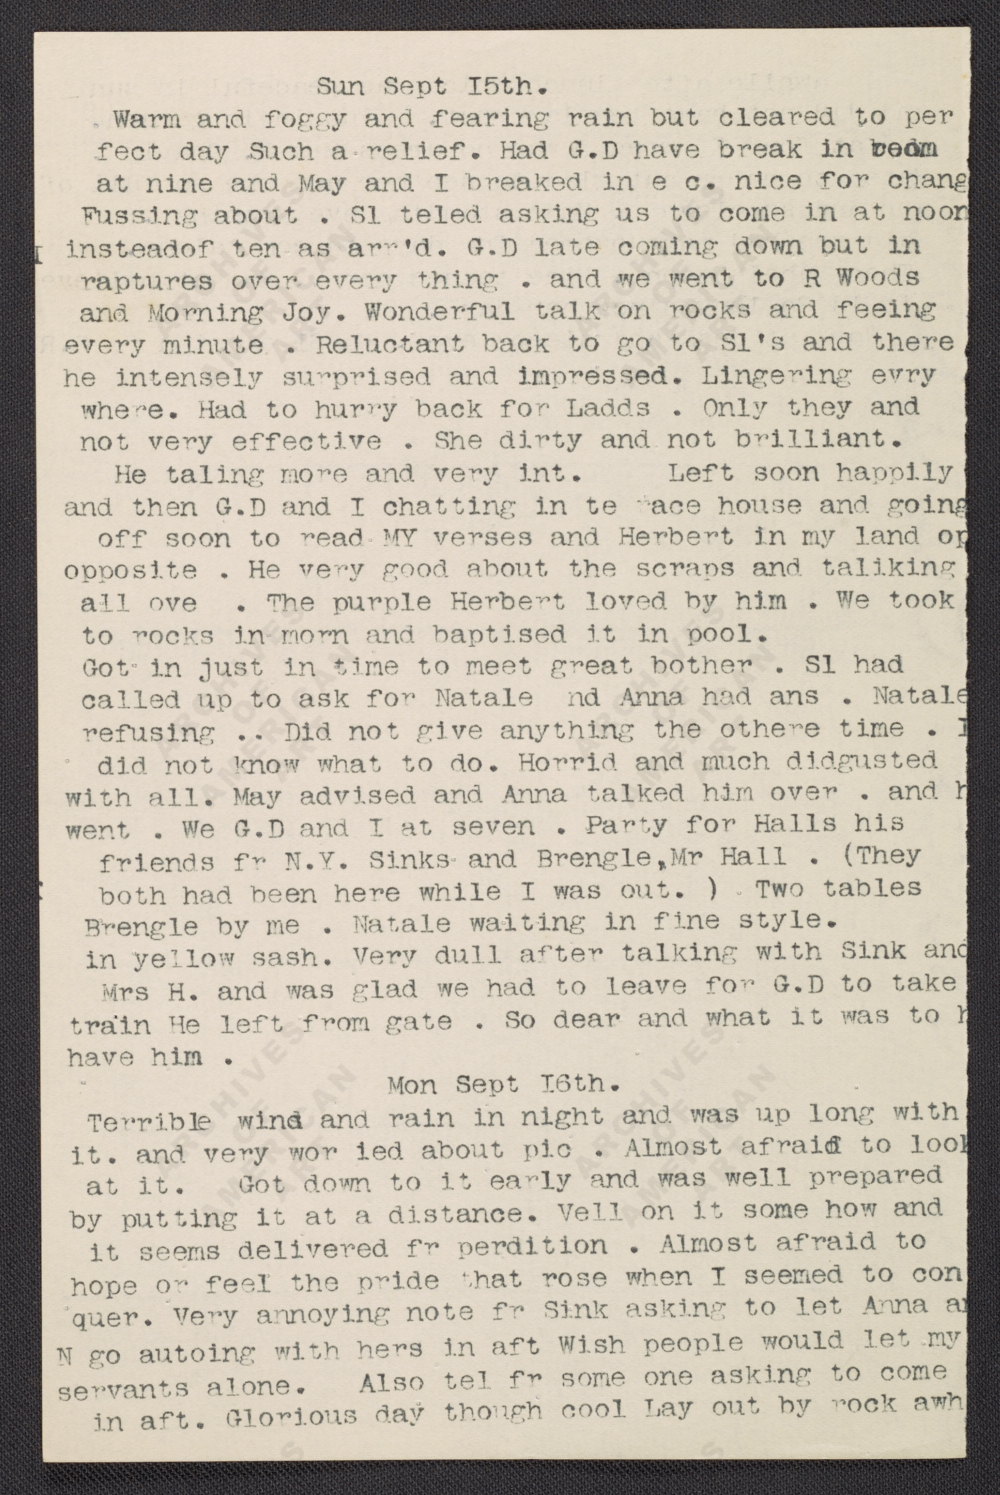 Sun Sept I5th.
. Warm and foggy and fearing rain but cleared to per
fect day Such a relief. Had G.D have break in
at nine and May and I breaked in e c. nice for chang
Fussing about . Sl teled asking us to come in at noon
insteadof ten as arr'd. G.D late coming down but in
raptures over every thing . and we went to R Woods
and Morning Joy. Wonderful talk on rocks and feeing
every minute . Reluctant back to go to Sl's and there
he intensely surprised and impressed. Lingering evry
where. Had to hurry back for Ladds . Only they and
not very effective . She dirty and not brilliant.
He taling more and very int. Left soon happily
and then G.D and I chatting in te race house and going
off soon to read MY verses and Herbert in my land op
opposite . He very good about the scraps and taliking
all ove . The purple Herbert loved by him . We took
to rocks in morn and baptised it in pool.
Got in just in time to meet great bother . Sl had
called up to ask for Natale nd Anna had ans . Natale
refusing .. Did not give anything the othere time . I
did not know what to do. Horrid and much didgusted
with all. May advised and Anna talked him over . and h
went . We G.D and I at seven . Party for Halls his
friends fr N.Y. Sinks and Brengle,Mr Hall . (They
both had been here while I was out. ) Two tables
Brengle by me . Natale waiting in fine style.
in yellow sash. Very dull after talking with Sink and
Mrs H. and was glad we had to leave for G.D to take
train He left from gate . So dear and what it was to h
have him .
Mon Sept I6th.
Terrible wind and rain in night and was up long with
it. and very wor ied about pic . Almost afraid to look
at it. Got down to it early and was well prepared
by putting it at a distance. Vell on it some how and
it seems delivered fr perdition . Almost afraid to
hope or feel the pride that rose when I seemed to con
quer. Very annoying note fr Sink asking to let Anna an
N go autoing with hers in aft Wish people would let my
servants alone. Also tel fr some one asking to come
in aft. Glorious day though cool Lay out by rock awh